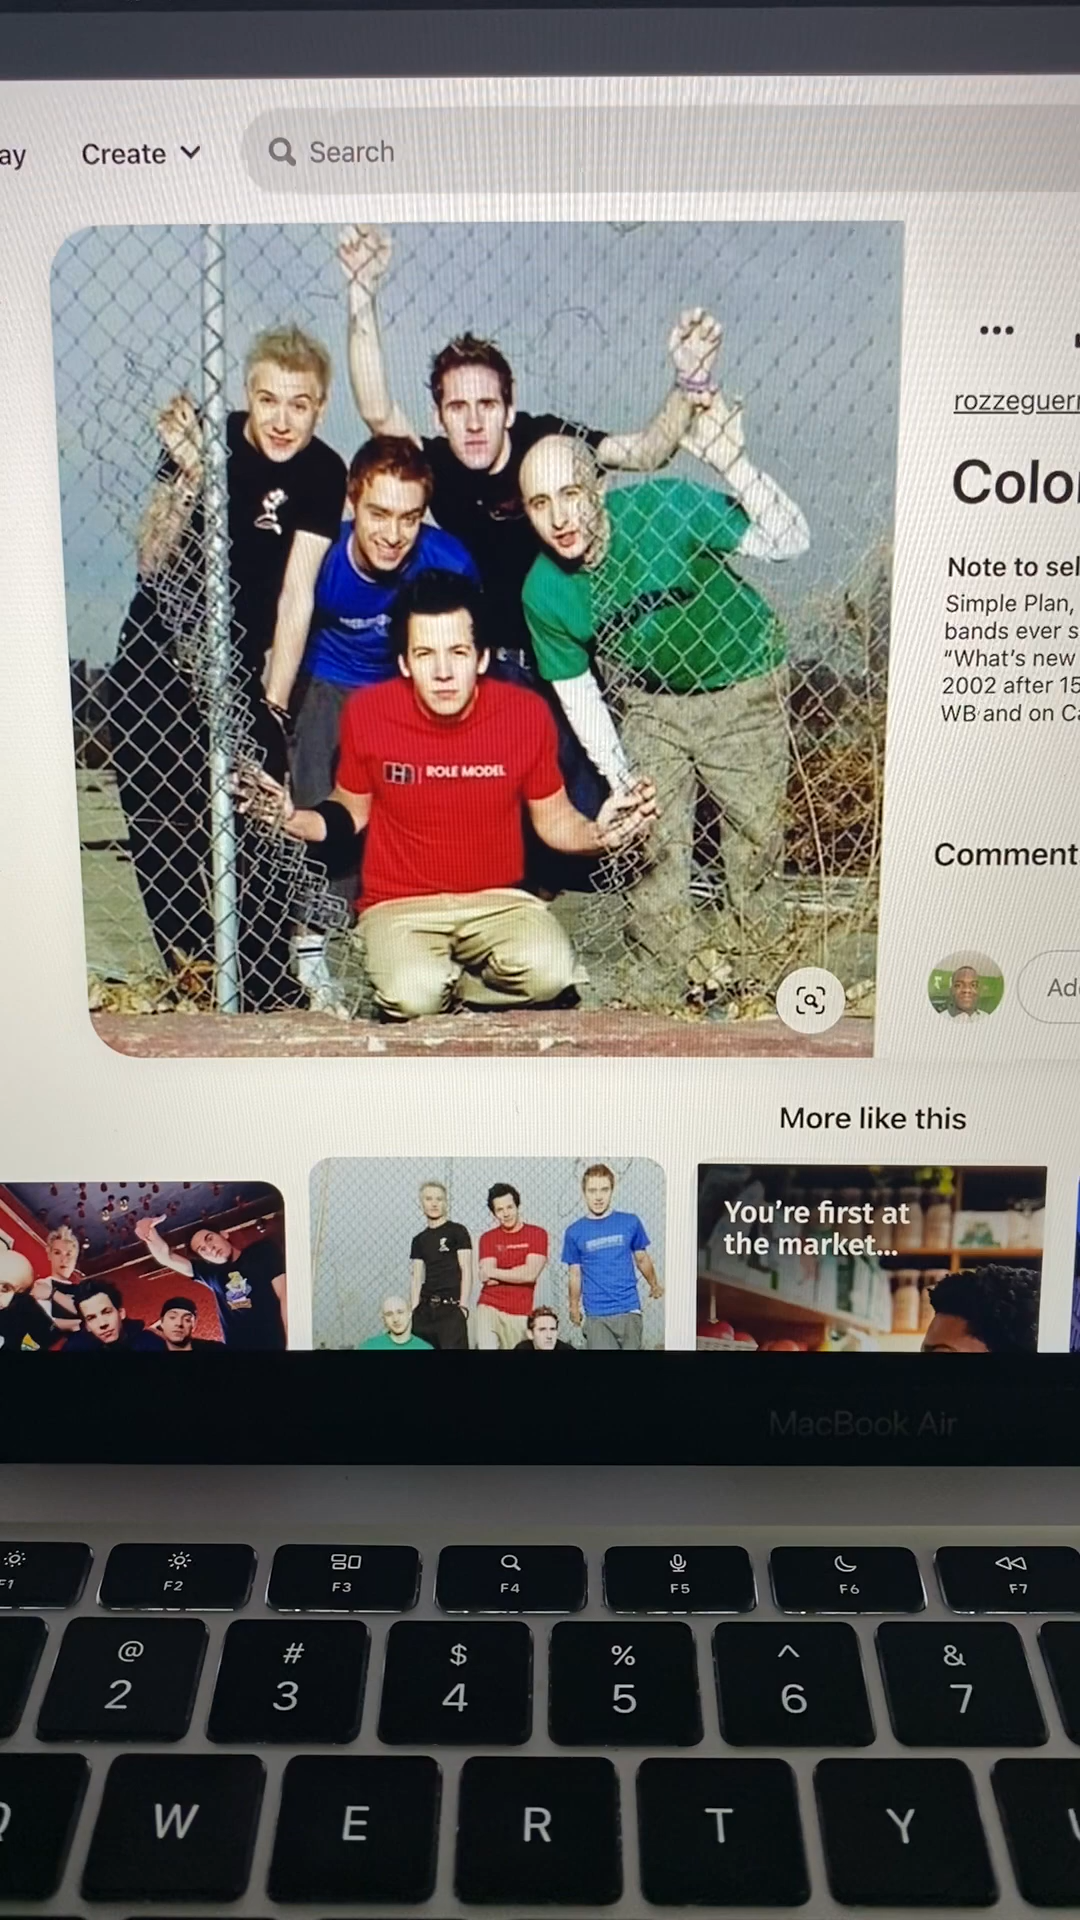 ay
Create
Search
rozzeguer
Colo
Note to sel
Simple Plan,
bands ever s
"What's new
2002 after 15
WB and on Ca
ROLE MODEL
Comment
Ad
More like this
You're first at
the market...
MacBook Air
F1 F2 F3 F4 F5 F6 F7
@ # $ % ^ &
2 3 4 5 6 7
Q W E R T Y